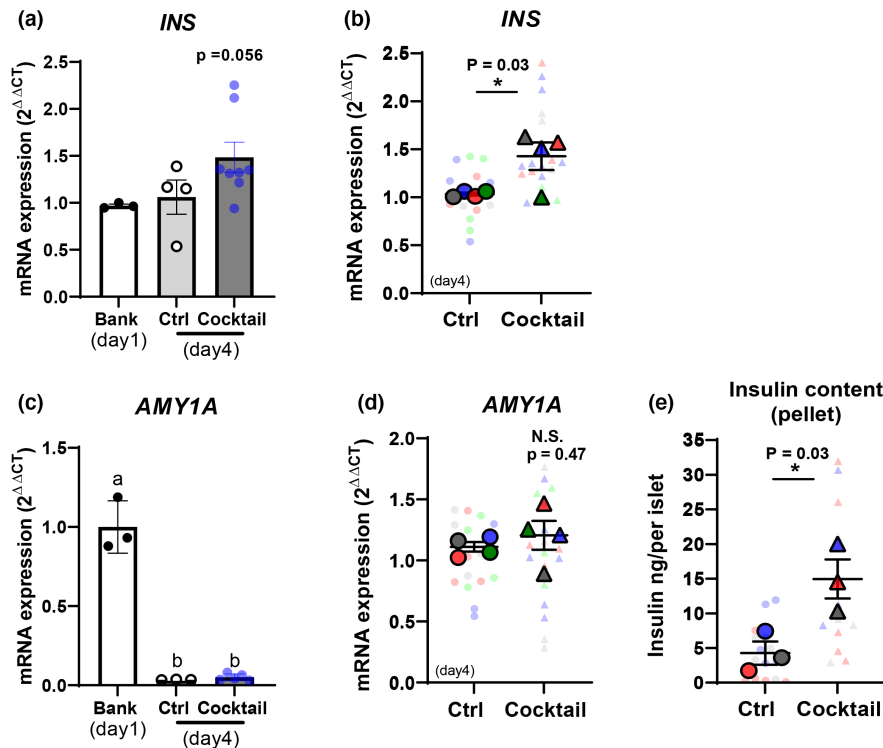 (a)
INS
mRNA expression (2^ΔΔCT)
2.5
2.0
1.5
1.0
0.5
0.0
p =0.056
Bank
(day1)
Ctrl
Cocktail
(day4)
(b)
INS
mRNA expression (2^ΔΔCT)
2.5
2.0
1.5
1.0
0.5
0.0
P = 0.03
*
(day4)
Ctrl
Cocktail
(c)
AMY1A
mRNA expression (2^ΔΔCT)
1.5
1.0
0.5
0.0
a
b
b
Bank
(day1)
Ctrl
Cocktail
(day4)
(d)
AMY1A
mRNA expression (2^ΔΔCT)
2.0
1.5
1.0
0.5
0.0
N.S.
p = 0.47
(day4)
Ctrl
Cocktail
(e)
Insulin content
(pellet)
Insulin ng/per islet
35
30
25
20
15
10
5
0
P = 0.03
*
Ctrl
Cocktail